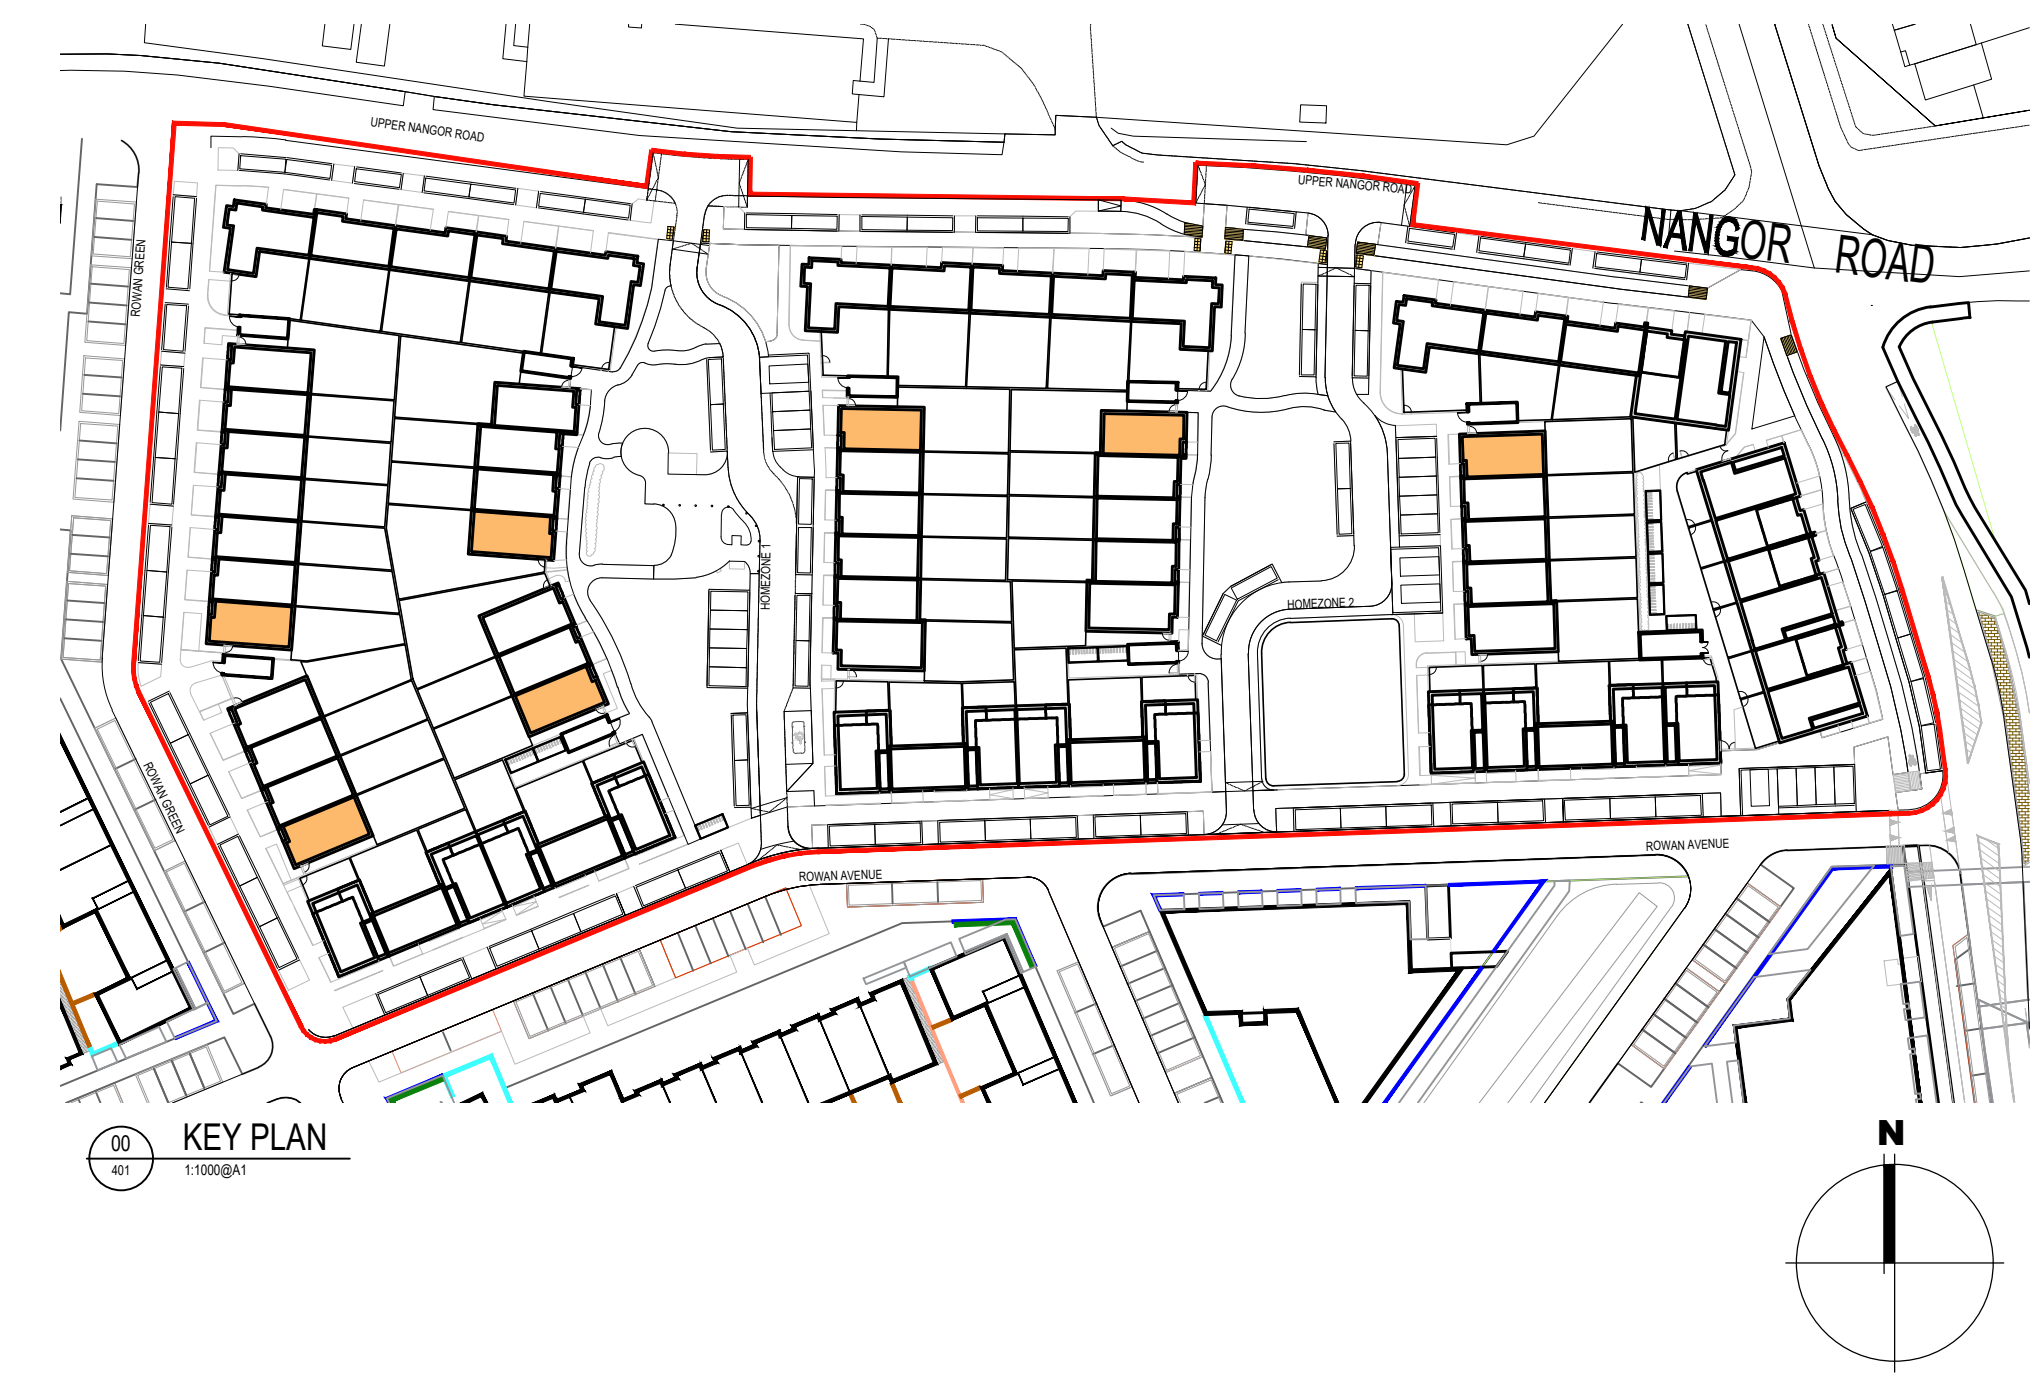 UPPER NANGOR ROAD
UPPER NANGOR ROAD
NANGOR ROAD
ROWAN GREEN
HOMEZONE 1
HOMEZONE 2
ROWAN GREEN
ROWAN AVENUE
ROWAN AVENUE
00
401
KEY PLAN
1:1000@A1
N